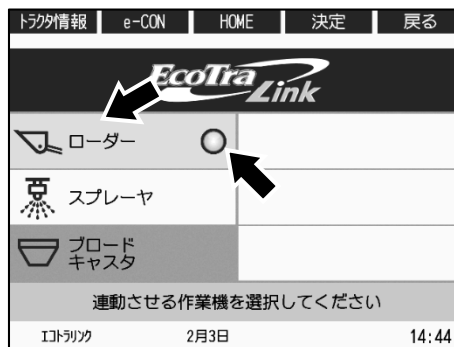 トラクタ情報 e-CON HOME 決定 戻る
EcoTra Link
ローダー
スプレーヤ
ブロード
キャスタ
連動させる作業機を選択してください
エコトラリンク 2月3日 14:44